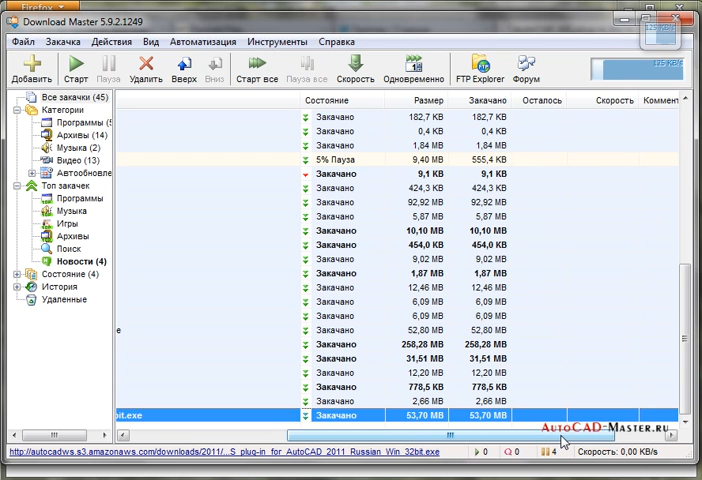 Firefox
Download Master 5.9.2.1249
Файл Закачка Действия Вид Автоматизация Инструменты Справка
Добавить Старт Пауза Удалить Вверх Вниз Старт все Пауза все Скорость Одновременно FTP Explorer Форум
125 KB/s
125 KB/s
Все закачки (45)
Категории
Программы (5
Архивы (14)
Музыка (2)
Видео (13)
Автообновле
Топ закачек
Программы
Музыка
Игры
Архивы
Поиск
Новости (4)
Состояние (4)
История
Удаленные
Состояние Размер Закачано Осталось Скорость Коммент
Закачано 182,7 KB 182,7 KB
Закачано 0,4 KB 0,4 KB
Закачано 1,84 MB 1,84 MB
5% Пауза 9,40 MB 555,4 KB
Закачано 9,1 KB 9,1 KB
Закачано 424,3 KB 424,3 KB
Закачано 92,92 MB 92,92 MB
Закачано 5,87 MB 5,87 MB
Закачано 10,10 MB 10,10 MB
Закачано 454,0 KB 454,0 KB
Закачано 9,02 MB 9,02 MB
Закачано 1,87 MB 1,87 MB
Закачано 12,46 MB 12,46 MB
Закачано 6,09 MB 6,09 MB
Закачано 6,09 MB 6,09 MB
e Закачано 52,80 MB 52,80 MB
Закачано 258,28 MB 258,28 MB
Закачано 31,51 MB 31,51 MB
Закачано 12,20 MB 12,20 MB
Закачано 778,5 KB 778,5 KB
Закачано 2,66 MB 2,66 MB
bit.exe Закачано 53,70 MB 53,70 MB
AutoCAD-Master.ru
http://autocadws.s3.amazonaws.com/downloads/2011/...S_plug-in_for_AutoCAD_2011_Russian_Win_32bit.exe 0 0 4 Скорость: 0,00 KB/s